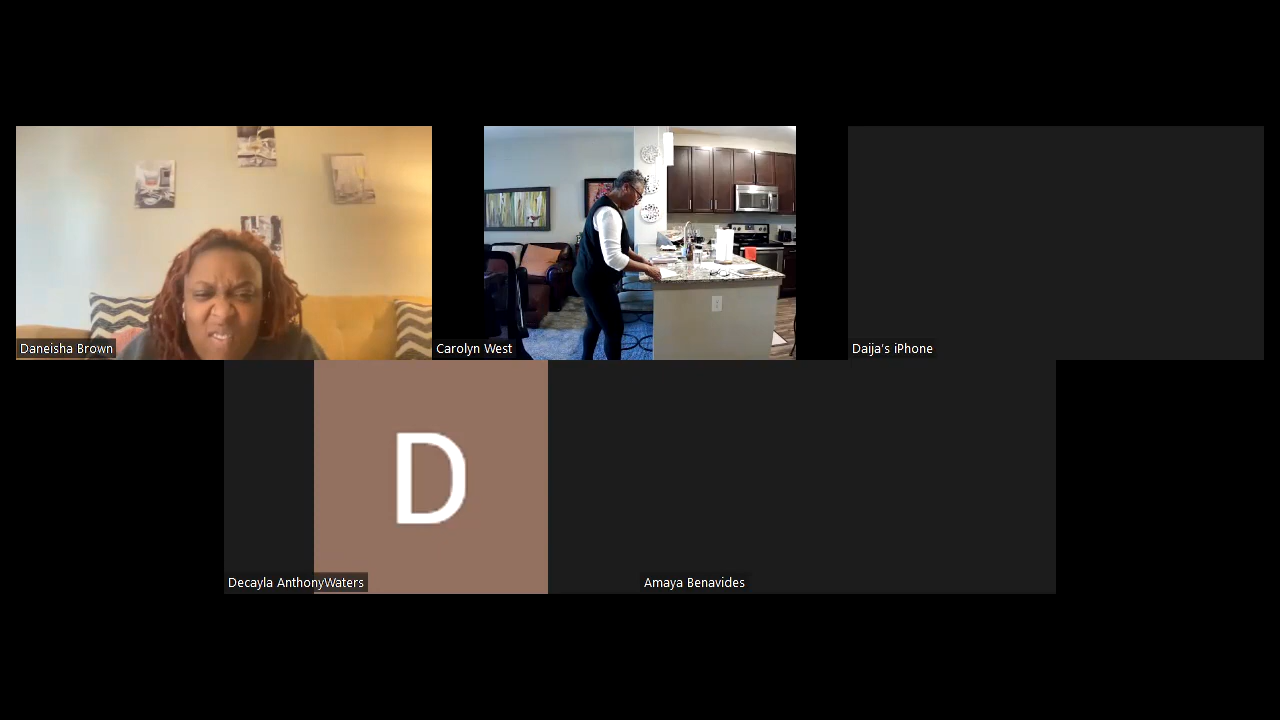 Daneisha Brown
Carolyn West
Daija's iPhone
D
Decayla AnthonyWaters
Amaya Benavides